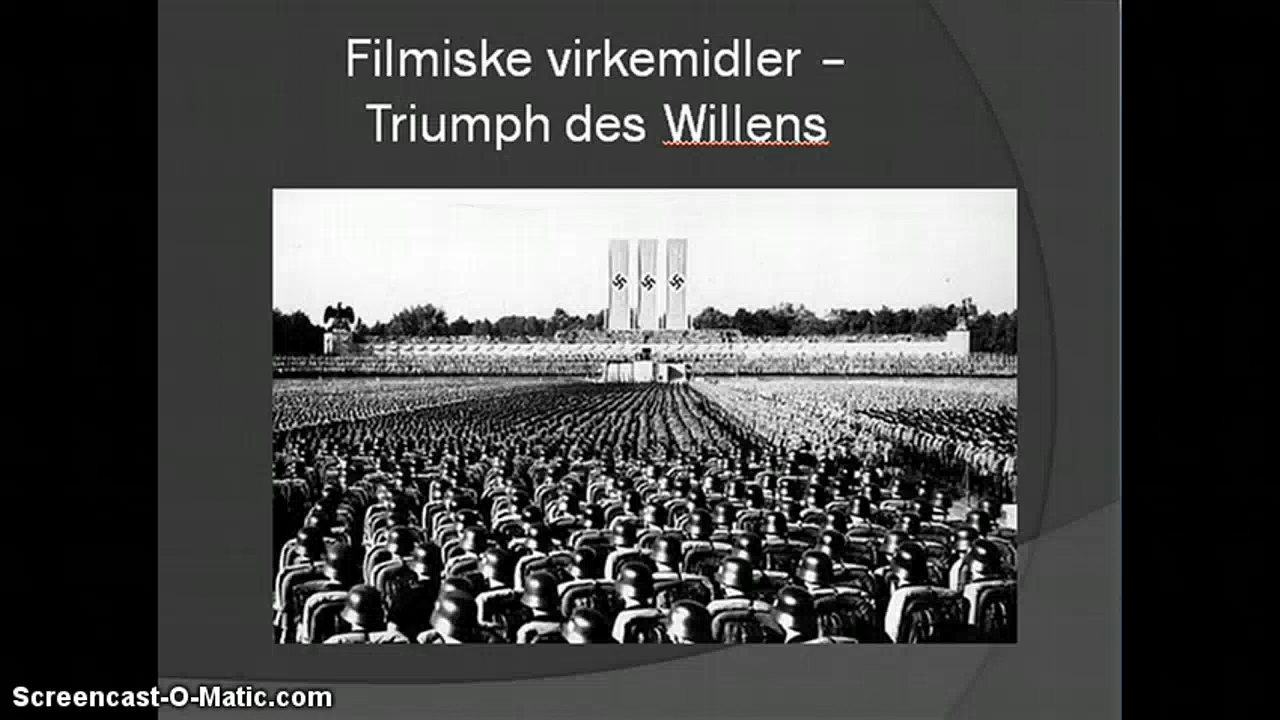 Filmiske virkemidler –
Triumph des Willens
Screencast-O-Matic.com